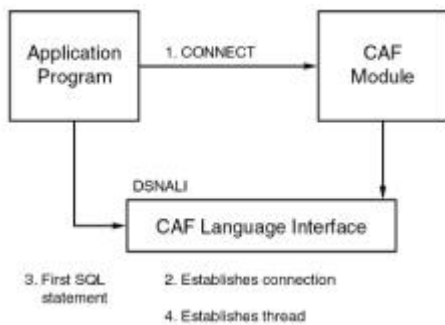 Application
Program
1. CONNECT
CAF
Module
DSNALI
CAF Language Interface
3. First SQL
statement
2. Establishes connection
4. Establishes thread